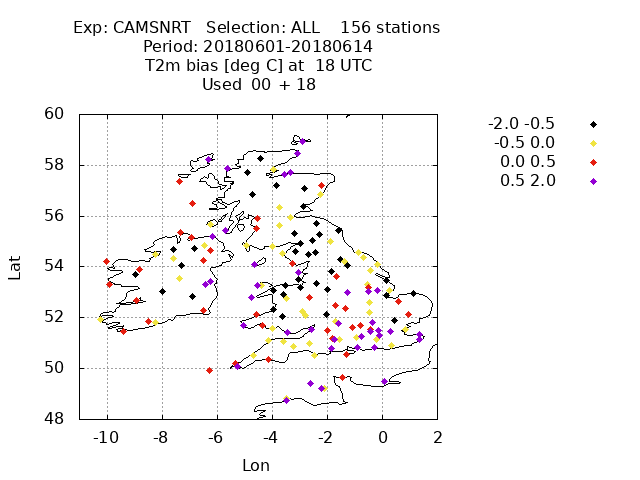 Exp: CAMSNRT Selection: ALL 156 stations
Period: 20180601-20180614
T2m bias [deg C] at 18 UTC
Used 00 + 18
-2.0 -0.5
-0.5 0.0
0.0 0.5
0.5 2.0
60
58
56
54
52
50
48
Lat
-10 -8 -6 -4 -2 0 2
Lon